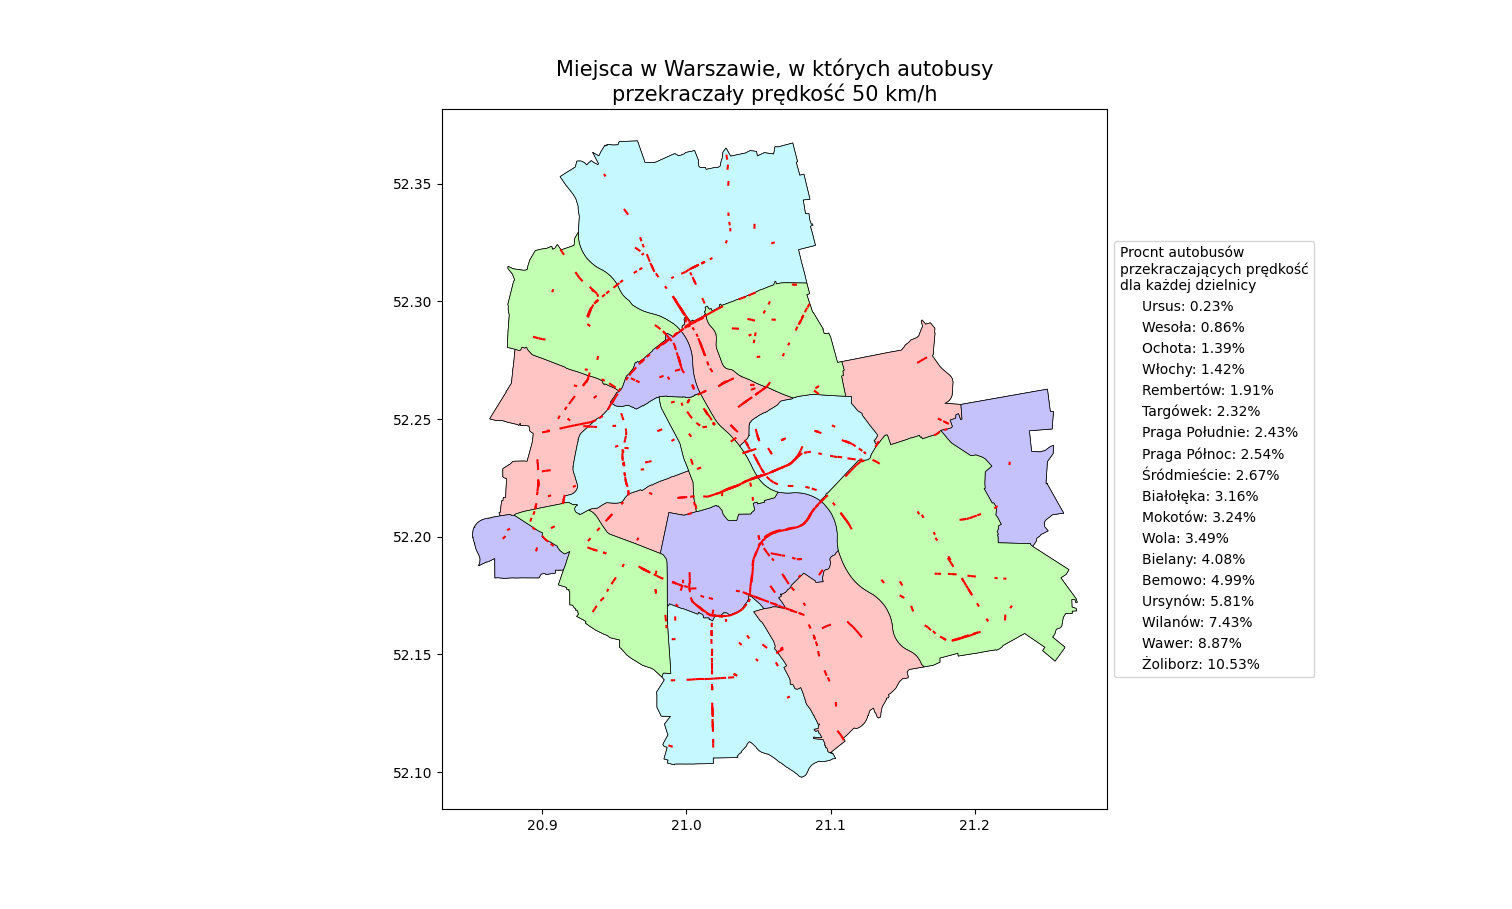 Miejsca w Warszawie, w których autobusy
przekraczały prędkość 50 km/h
52.35
52.30
52.25
52.20
52.15
52.10
20.9
21.0
21.1
21.2
Procnt autobusów
przekraczających prędkość
dla każdej dzielnicy
Ursus: 0.23%
Wesoła: 0.86%
Ochota: 1.39%
Włochy: 1.42%
Rembertów: 1.91%
Targówek: 2.32%
Praga Południe: 2.43%
Praga Północ: 2.54%
Śródmieście: 2.67%
Białołęka: 3.16%
Mokotów: 3.24%
Wola: 3.49%
Bielany: 4.08%
Bemowo: 4.99%
Ursynów: 5.81%
Wilanów: 7.43%
Wawer: 8.87%
Żoliborz: 10.53%